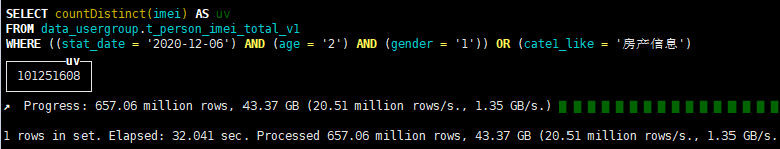 SELECT countDistinct(imei) AS uv
FROM data_usergroup.t_person_imei_total_v1
WHERE ((stat_date = '2020-12-06') AND (age = '2') AND (gender = '1')) OR (cate1_like = '房产信息')
uv
101251608
↗ Progress: 657.06 million rows, 43.37 GB (20.51 million rows/s., 1.35 GB/s.)
1 rows in set. Elapsed: 32.041 sec. Processed 657.06 million rows, 43.37 GB (20.51 million rows/s., 1.35 GB/s.